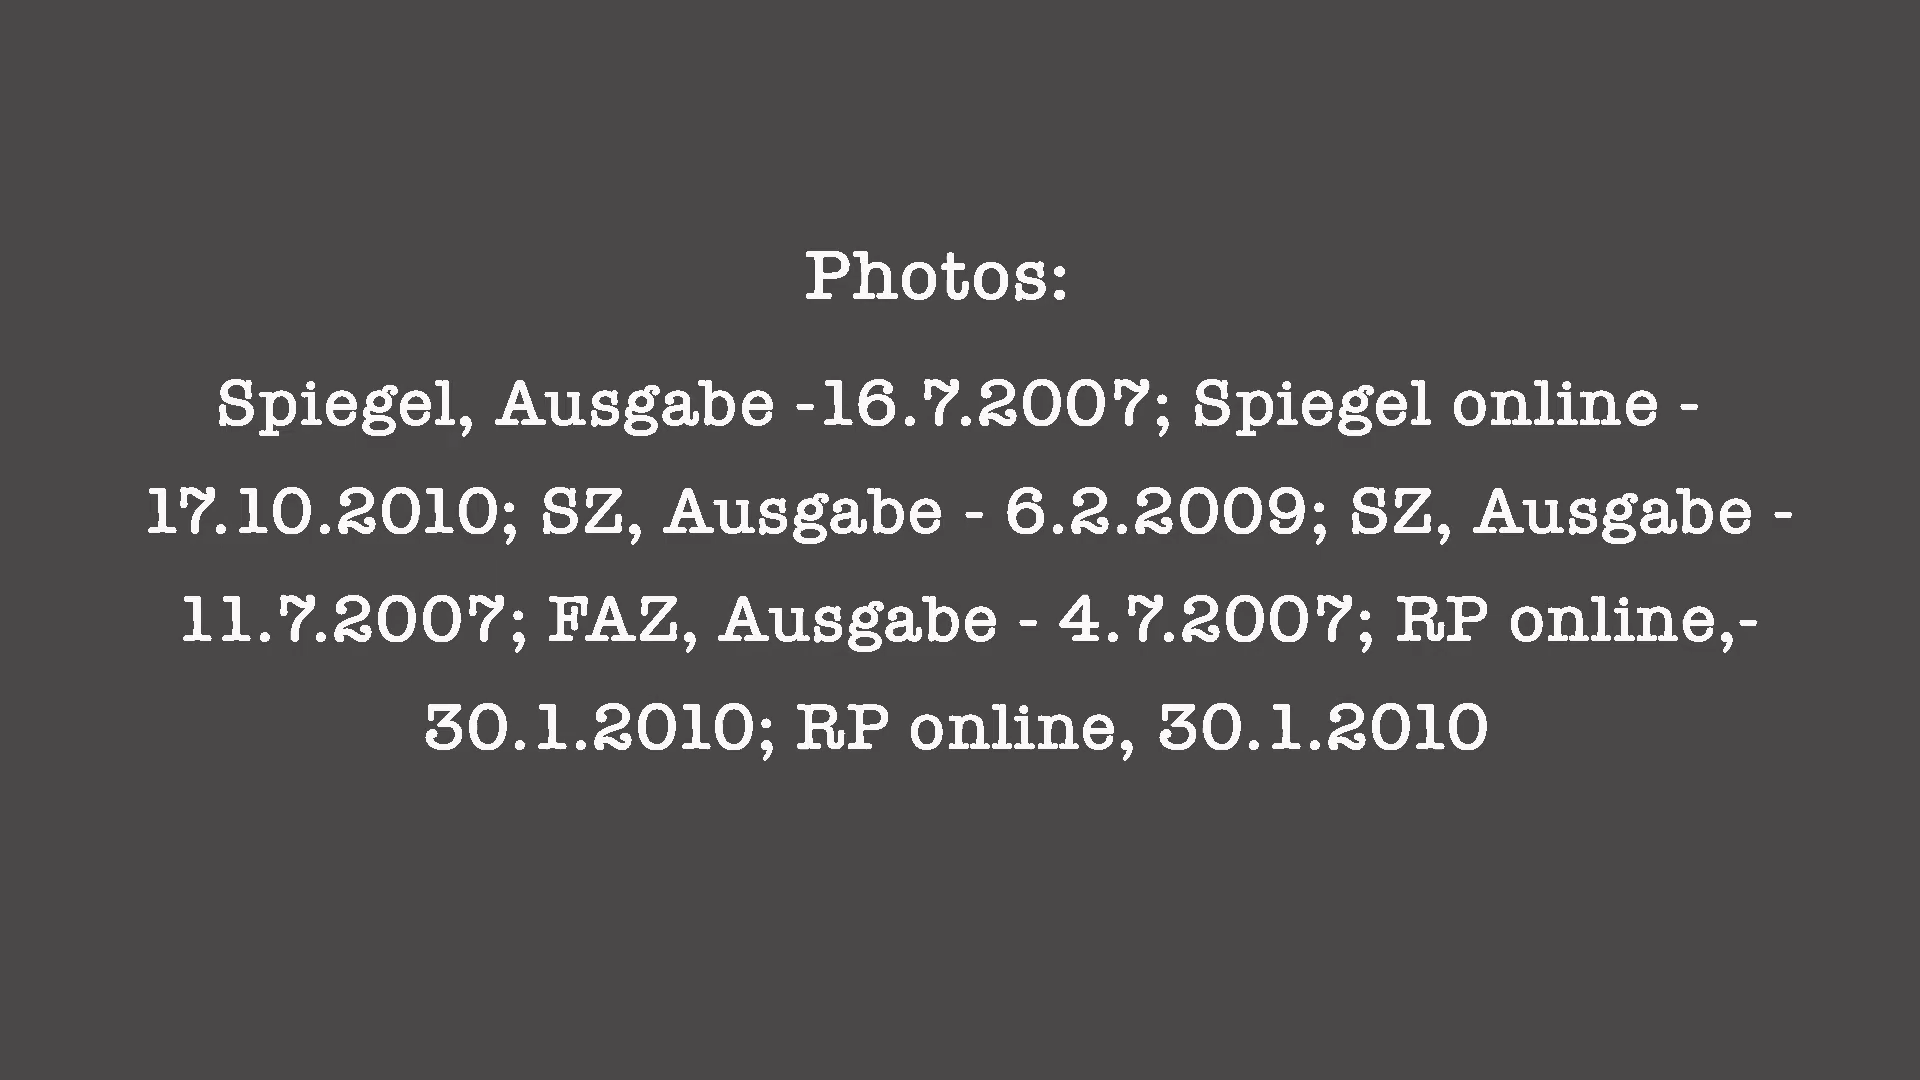 Photos:
Spiegel, Ausgabe -16.7.2007; Spiegel online -
17.10.2010; SZ, Ausgabe - 6.2.2009; SZ, Ausgabe -
11.7.2007; FAZ, Ausgabe - 4.7.2007; RP online,-
30.1.2010; RP online, 30.1.2010